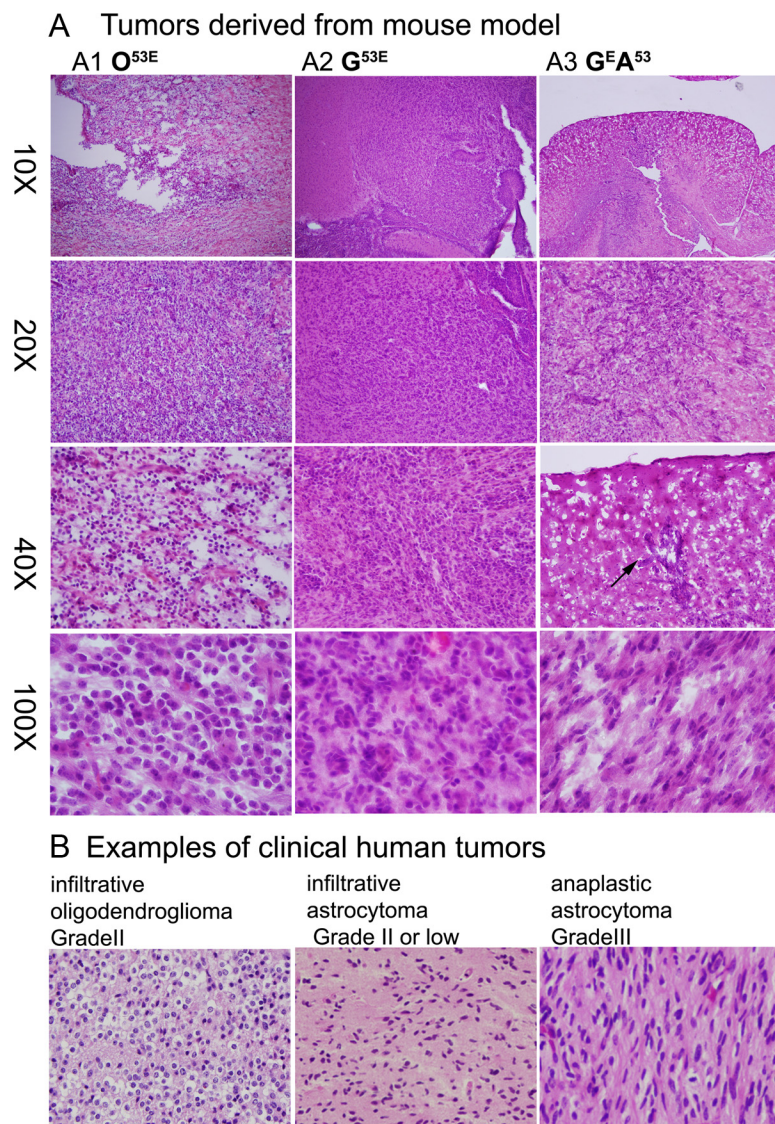 A Tumors derived from mouse model
A1 O53E
A2 G53E
A3 GEA53
10X
20X
40X
100X
B Examples of clinical human tumors
infiltrative
oligodendroglioma
GradeII
infiltrative
astrocytoma
Grade II or low
anaplastic
astrocytoma
GradeIII